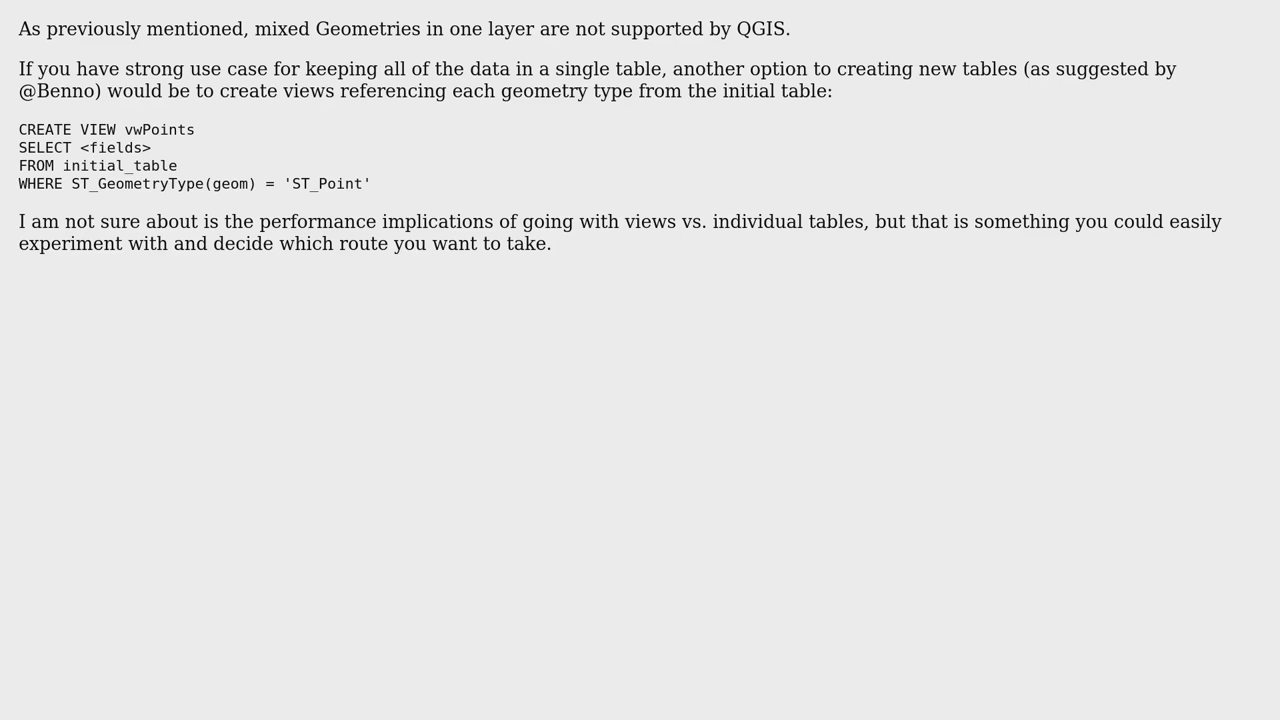 As previously mentioned, mixed Geometries in one layer are not supported by QGIS.
If you have strong use case for keeping all of the data in a single table, another option to creating new tables (as suggested by
@Benno) would be to create views referencing each geometry type from the initial table:
CREATE VIEW vwPoints
SELECT <fields>
FROM initial_table
WHERE ST_GeometryType(geom) = 'ST_Point'
I am not sure about is the performance implications of going with views vs. individual tables, but that is something you could easily
experiment with and decide which route you want to take.